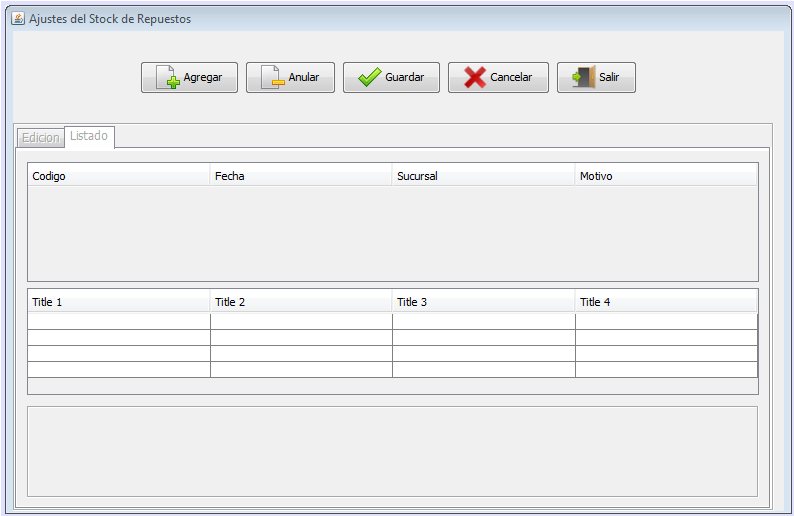 Ajustes del Stock de Repuestos
Agregar Anular Guardar Cancelar Salir
Edicion Listado
Codigo Fecha Sucursal Motivo
Title 1 Title 2 Title 3 Title 4